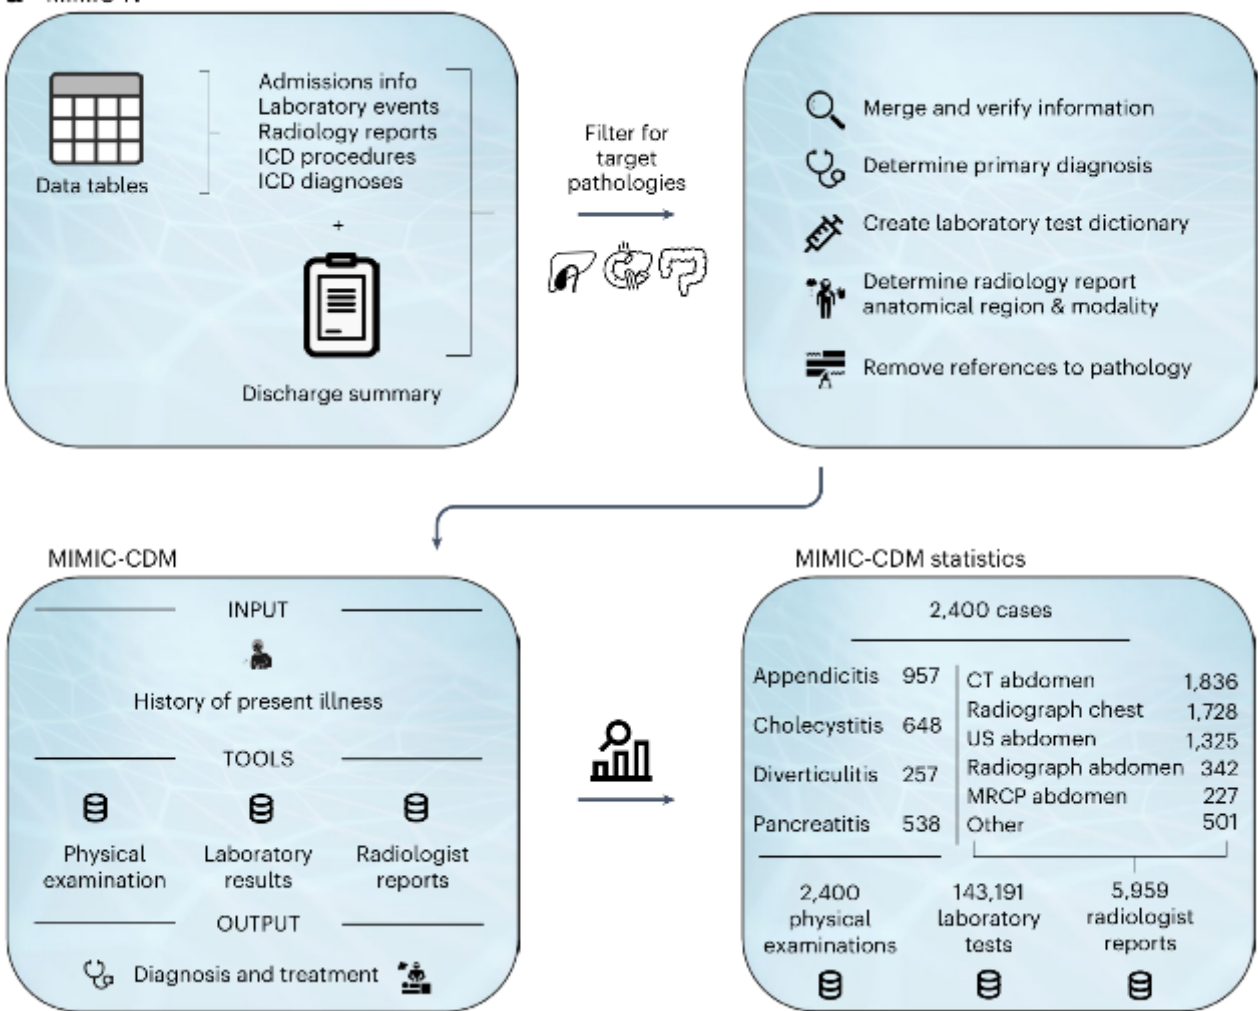 Data tables
Admissions info
Laboratory events
Radiology reports
ICD procedures
ICD diagnoses
+
Discharge summary
Filter for
target
pathologies
Merge and verify information
Determine primary diagnosis
Create laboratory test dictionary
Determine radiology report
anatomical region & modality
Remove references to pathology
MIMIC-CDM
INPUT
History of present illness
TOOLS
Physical
examination
Laboratory
results
Radiologist
reports
OUTPUT
Diagnosis and treatment
MIMIC-CDM statistics
2,400 cases
Appendicitis 957
Cholecystitis 648
Diverticulitis 257
Pancreatitis 538
CT abdomen 1,836
Radiograph chest 1,728
US abdomen 1,325
Radiograph abdomen 342
MRCP abdomen 227
Other 501
2,400
physical
examinations
143,191
laboratory
tests
5,959
radiologist
reports